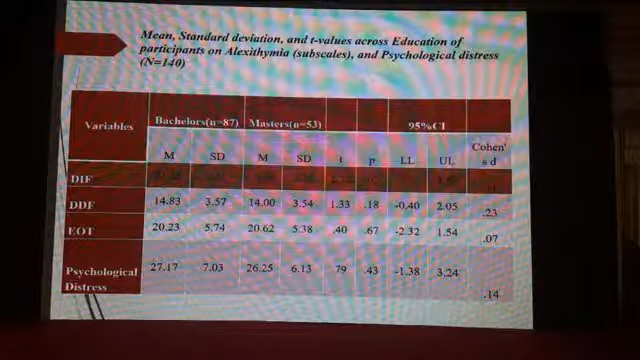 Mean, Standard deviation, and t-values across Education of
participants on Alexithymia (subscales), and Psychological distress
(N=140)
Variables Bachelors(n=87) Masters(n=53) 95%CI
M SD M SD t p LL UL Cohen's d
DIF
DDF 14.83 3.57 14.00 3.54 1.33 .18 -0.40 2.05 .23
EOT 20.23 5.74 20.62 5.38 .40 .67 -2.32 1.54 .07
Psychological Distress 27.17 7.03 26.25 6.13 79 .43 -1.38 3.24 .14